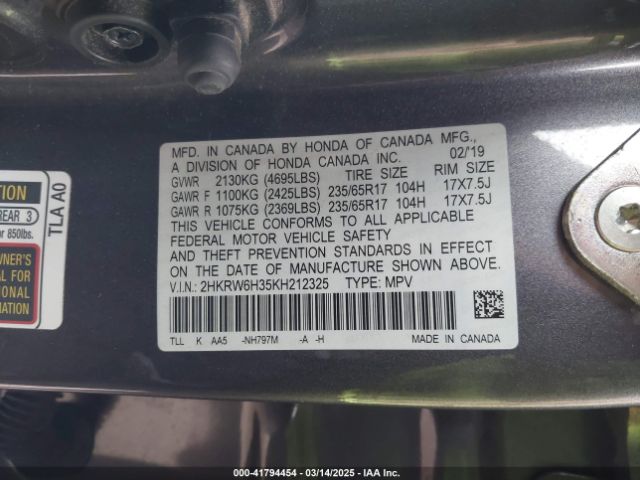 MFD. IN CANADA BY HONDA OF CANADA MFG.,
A DIVISION OF HONDA CANADA INC. 02/'19
GVWR 2130KG (4695LBS) TIRE SIZE RIM SIZE
GAWR F 1100KG (2425LBS) 235/65R17 104H 17X7.5J
GAWR R 1075KG (2369LBS) 235/65R17 104H 17X7.5J
THIS VEHICLE CONFORMS TO ALL APPLICABLE
FEDERAL MOTOR VEHICLE SAFETY
AND THEFT PREVENTION STANDARDS IN EFFECT
ON THE DATE OF MANUFACTURE SHOWN ABOVE.
V.I.N.: 2HKRW6H35KH212325 TYPE: MPV
TLL K AA5 -NH797M -A -H MADE IN CANADA
REAR 3
850lbs.
TLA A0
FOR
000-41794454 - 03/14/2025 - IAA Inc.